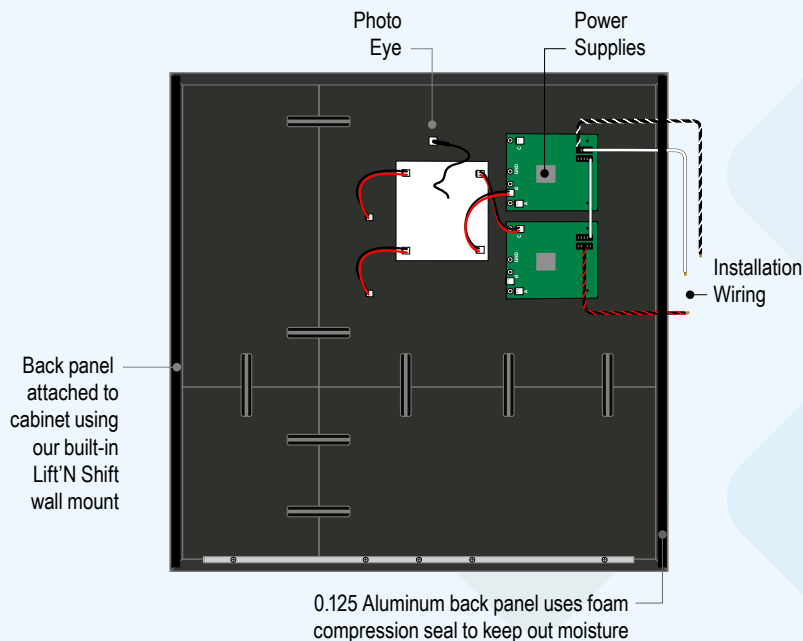 Photo
Eye
Power
Supplies
Installation
Wiring
Back panel
attached to
cabinet using
our built-in
Lift'N Shift
wall mount
0.125 Aluminum back panel uses foam
compression seal to keep out moisture